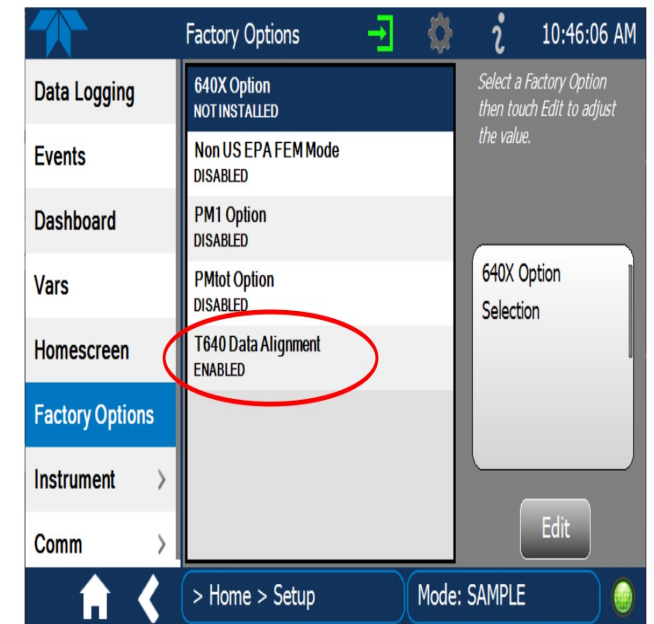 Factory Options
10:46:06 AM
Data Logging
Events
Dashboard
Vars
Homescreen
Factory Options
Instrument >
Comm >
640X Option
NOT INSTALLED
Non US EPA FEM Mode
DISABLED
PM1 Option
DISABLED
PMtot Option
DISABLED
T640 Data Alignment
ENABLED
Select a Factory Option
then touch Edit to adjust
the value.
640X Option
Selection
Edit
> Home > Setup
Mode: SAMPLE